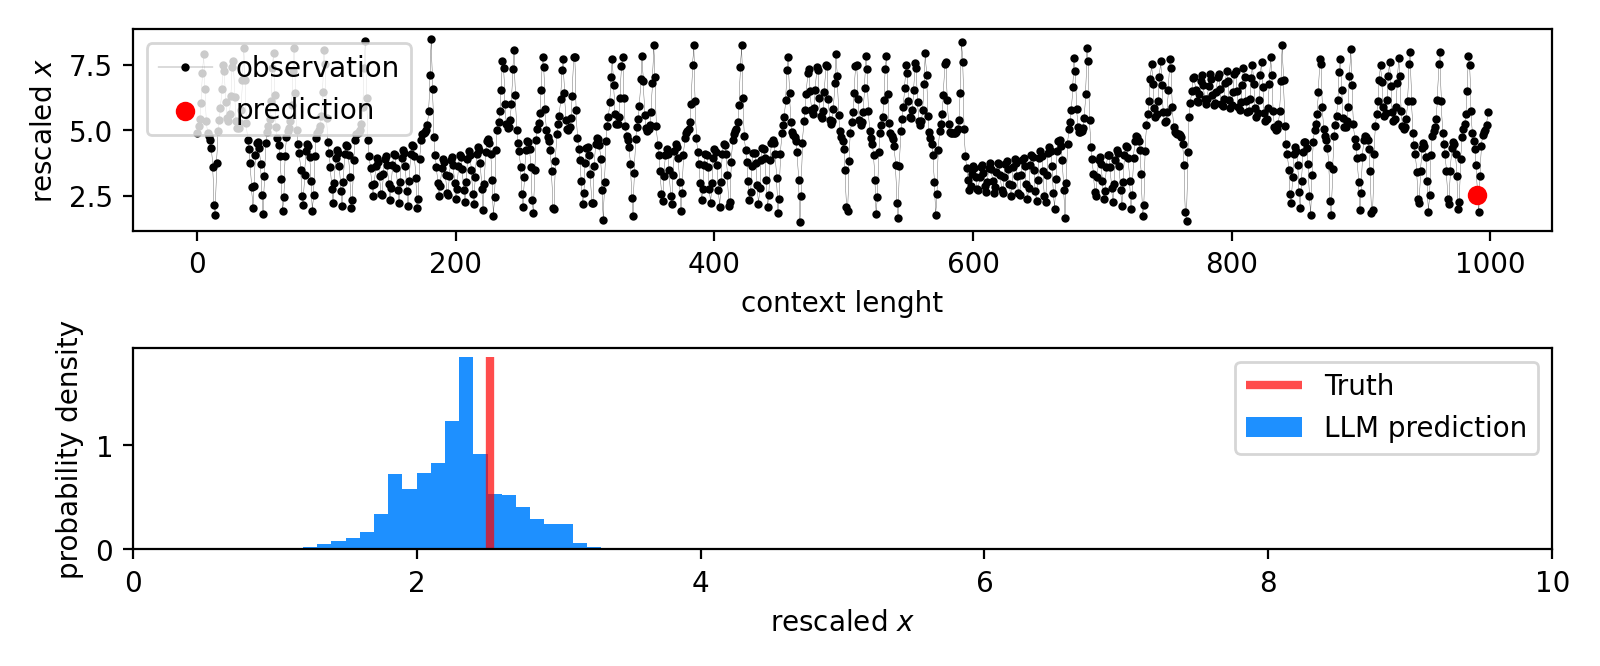 rescaled x
7.5
5.0
2.5
observation
prediction
0 200 400 600 800 1000
context lenght
probability density
1
0
Truth
LLM prediction
0 2 4 6 8 10
rescaled x